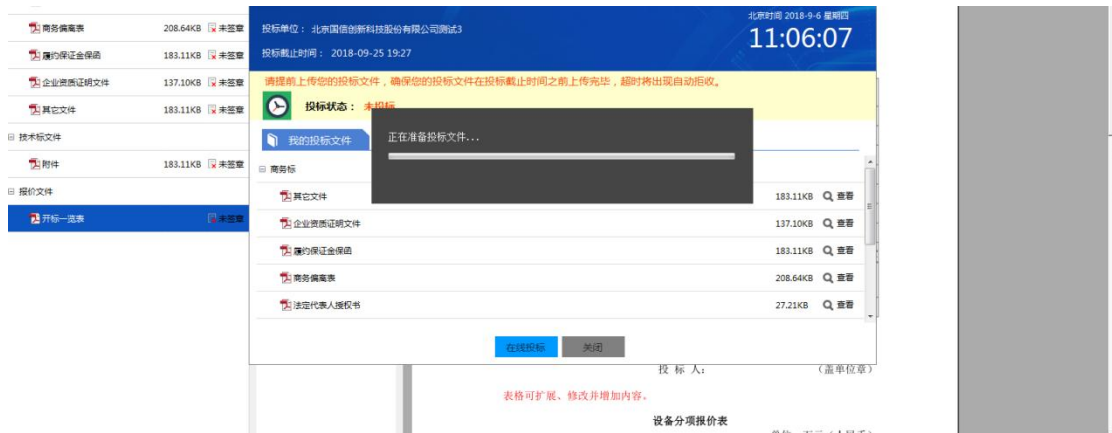 商务偏离表 208.64KB 未签章
履约保证金保函 183.11KB 未签章
企业资质证明文件 137.10KB 未签章
其它文件 183.11KB 未签章
技术标文件
附件 183.11KB 未签章
报价文件
开标一览表 未签章
投标单位： 北京国信创新科技股份有限公司测试3
北京时间 2018-9-6 星期四
11:06:07
投标截止时间： 2018-09-25 19:27
请提前上传您的投标文件，确保您的投标文件在投标截止时间之前上传完毕，超时将出现自动拒收。
投标状态： 未投标
我的投标文件
正在准备投标文件...
商务标
其它文件 183.11KB 查看
企业资质证明文件 137.10KB 查看
履约保证金保函 183.11KB 查看
商务偏离表 208.64KB 查看
法定代表人授权书 27.21KB 查看
在线投标 关闭
投 标 人： （盖单位章）
表格可扩展、修改并增加内容。
设备分项报价表